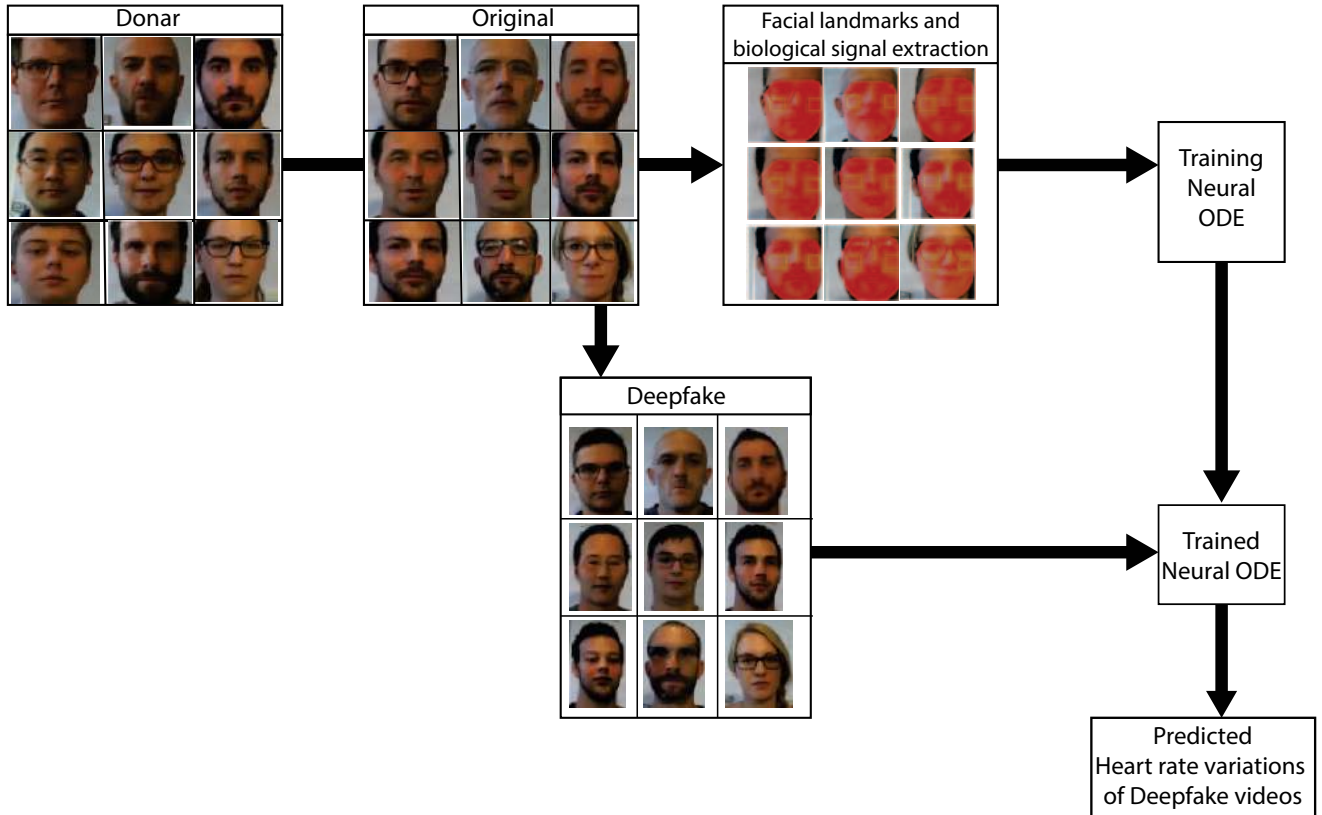 Donar
Original
Facial landmarks and
biological signal extraction
Training
Neural
ODE
Deepfake
Trained
Neural ODE
Predicted
Heart rate variations
of Deepfake videos